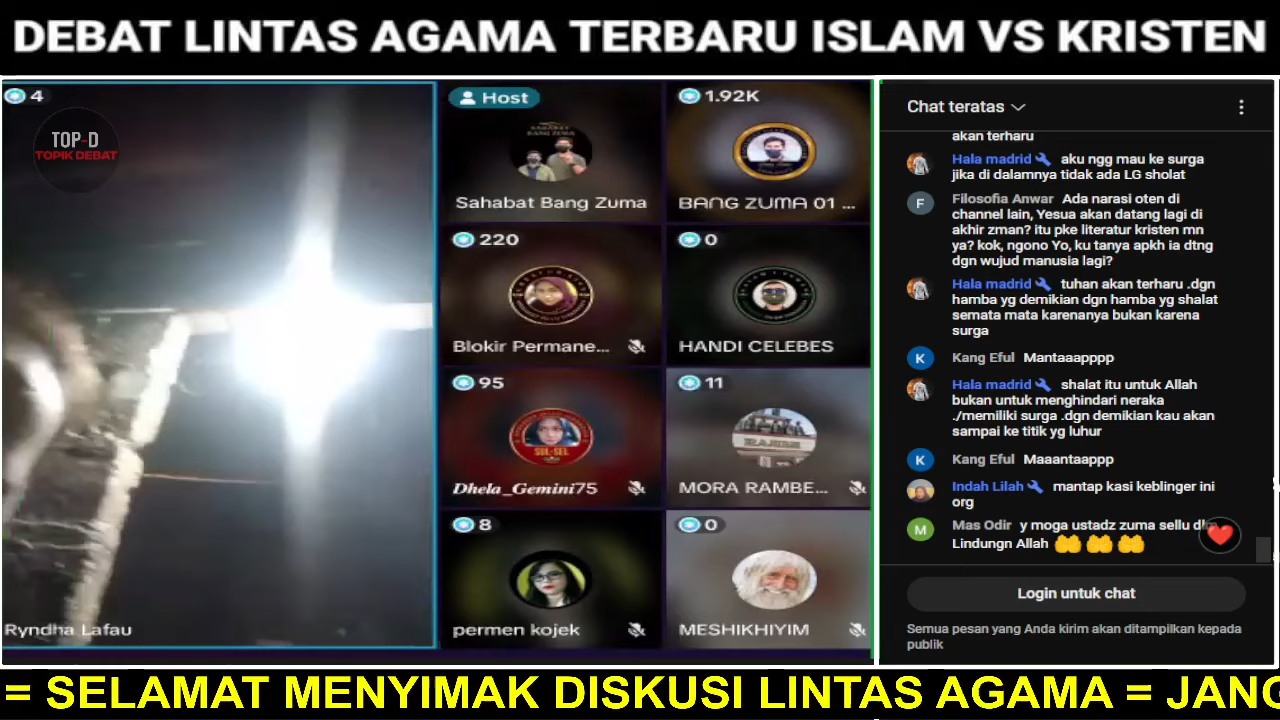 DEBAT LINTAS AGAMA TERBARU ISLAM VS KRISTEN
4
TOP-D
TOPIK DEBAT
Ryndha Lafau
Host
Sahabat Bang Zuma
1.92K
BANG ZUMA 01 ...
220
Blokir Permane...
0
HANDI CELEBES
95
SUL-SEL
Dhela_Gemini75
11
MORA RAMBE...
8
permen kojek
0
MESHIKHIYIM
Chat teratas
akan terharu
Hala madrid aku ngg mau ke surga
jika di dalamnya tidak ada LG sholat
F
Filosofia Anwar Ada narasi oten di
channel lain, Yesua akan datang lagi di
akhir zman? itu pke literatur kristen mn
ya? kok, ngono Yo, ku tanya apkh ia dtng
dgn wujud manusia lagi?
Hala madrid tuhan akan terharu .dgn
hamba yg demikian dgn hamba yg shalat
semata mata karenanya bukan karena
surga
K
Kang Eful Mantaaapppp
Hala madrid shalat itu untuk Allah
bukan untuk menghindari neraka
./memiliki surga .dgn demikian kau akan
sampai ke titik yg luhur
K
Kang Eful Maaantaappp
Indah Lilah mantap kasi keblinger ini
org
M
Mas Odir y moga ustadz zuma sellu dlm
Lindungn Allah 🤲 🤲 🤲
Login untuk chat
Semua pesan yang Anda kirim akan ditampilkan kepada
publik
= SELAMAT MENYIMAK DISKUSI LINTAS AGAMA = JANG